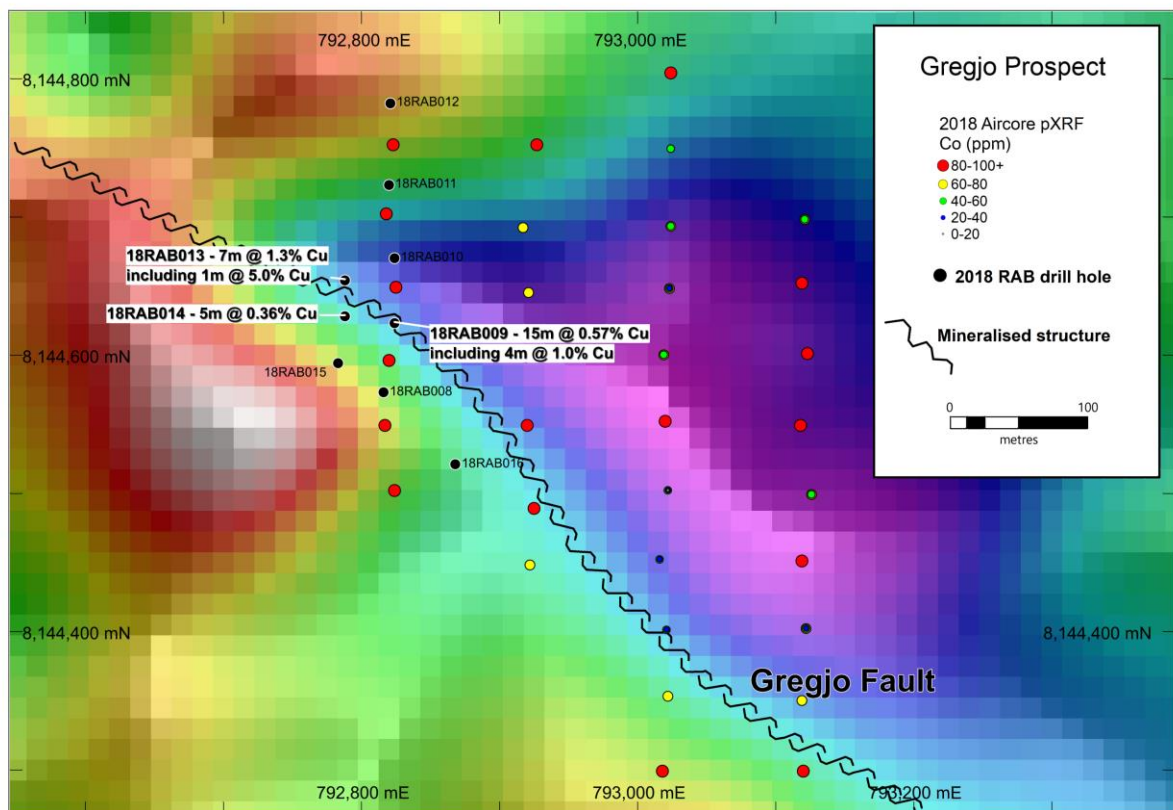 792,800 mE
793,000 mE
8,144,800 mN
Gregjo Prospect
2018 Aircore pXRF
Co (ppm)
80-100+
60-80
40-60
20-40
0-20
2018 RAB drill hole
Mineralised structure
0
100
metres
18RAB012
18RAB011
18RAB010
18RAB013 - 7m @ 1.3% Cu
including 1m @ 5.0% Cu
18RAB014 - 5m @ 0.36% Cu
18RAB009 - 15m @ 0.57% Cu
including 4m @ 1.0% Cu
8,144,600 mN
18RAB015
18RAB008
18RAB016
8,144,400 mN
8,144,400 mN
Gregjo Fault
792,800 mE
793,000 mE
793,200 mE